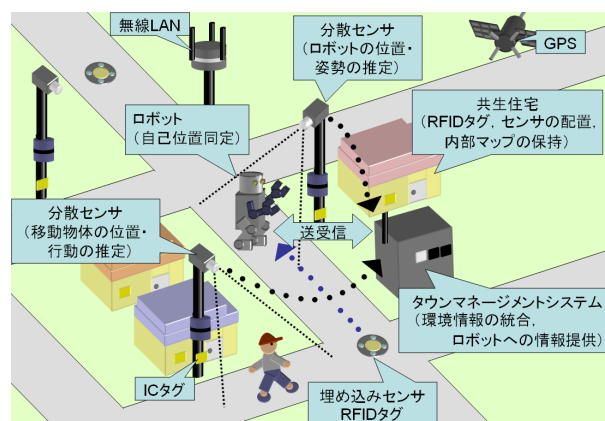 無線LAN
分散センサ
(ロボットの位置・
姿勢の推定)
GPS
ロボット
(自己位置同定)
共生住宅
(RFIDタグ, センサの配置,
内部マップの保持)
分散センサ
(移動物体の位置・
行動の推定)
送受信
タウンマネージメントシステム
(環境情報の統合,
ロボットへの情報提供)
ICタグ
埋め込みセンサ
RFIDタグ